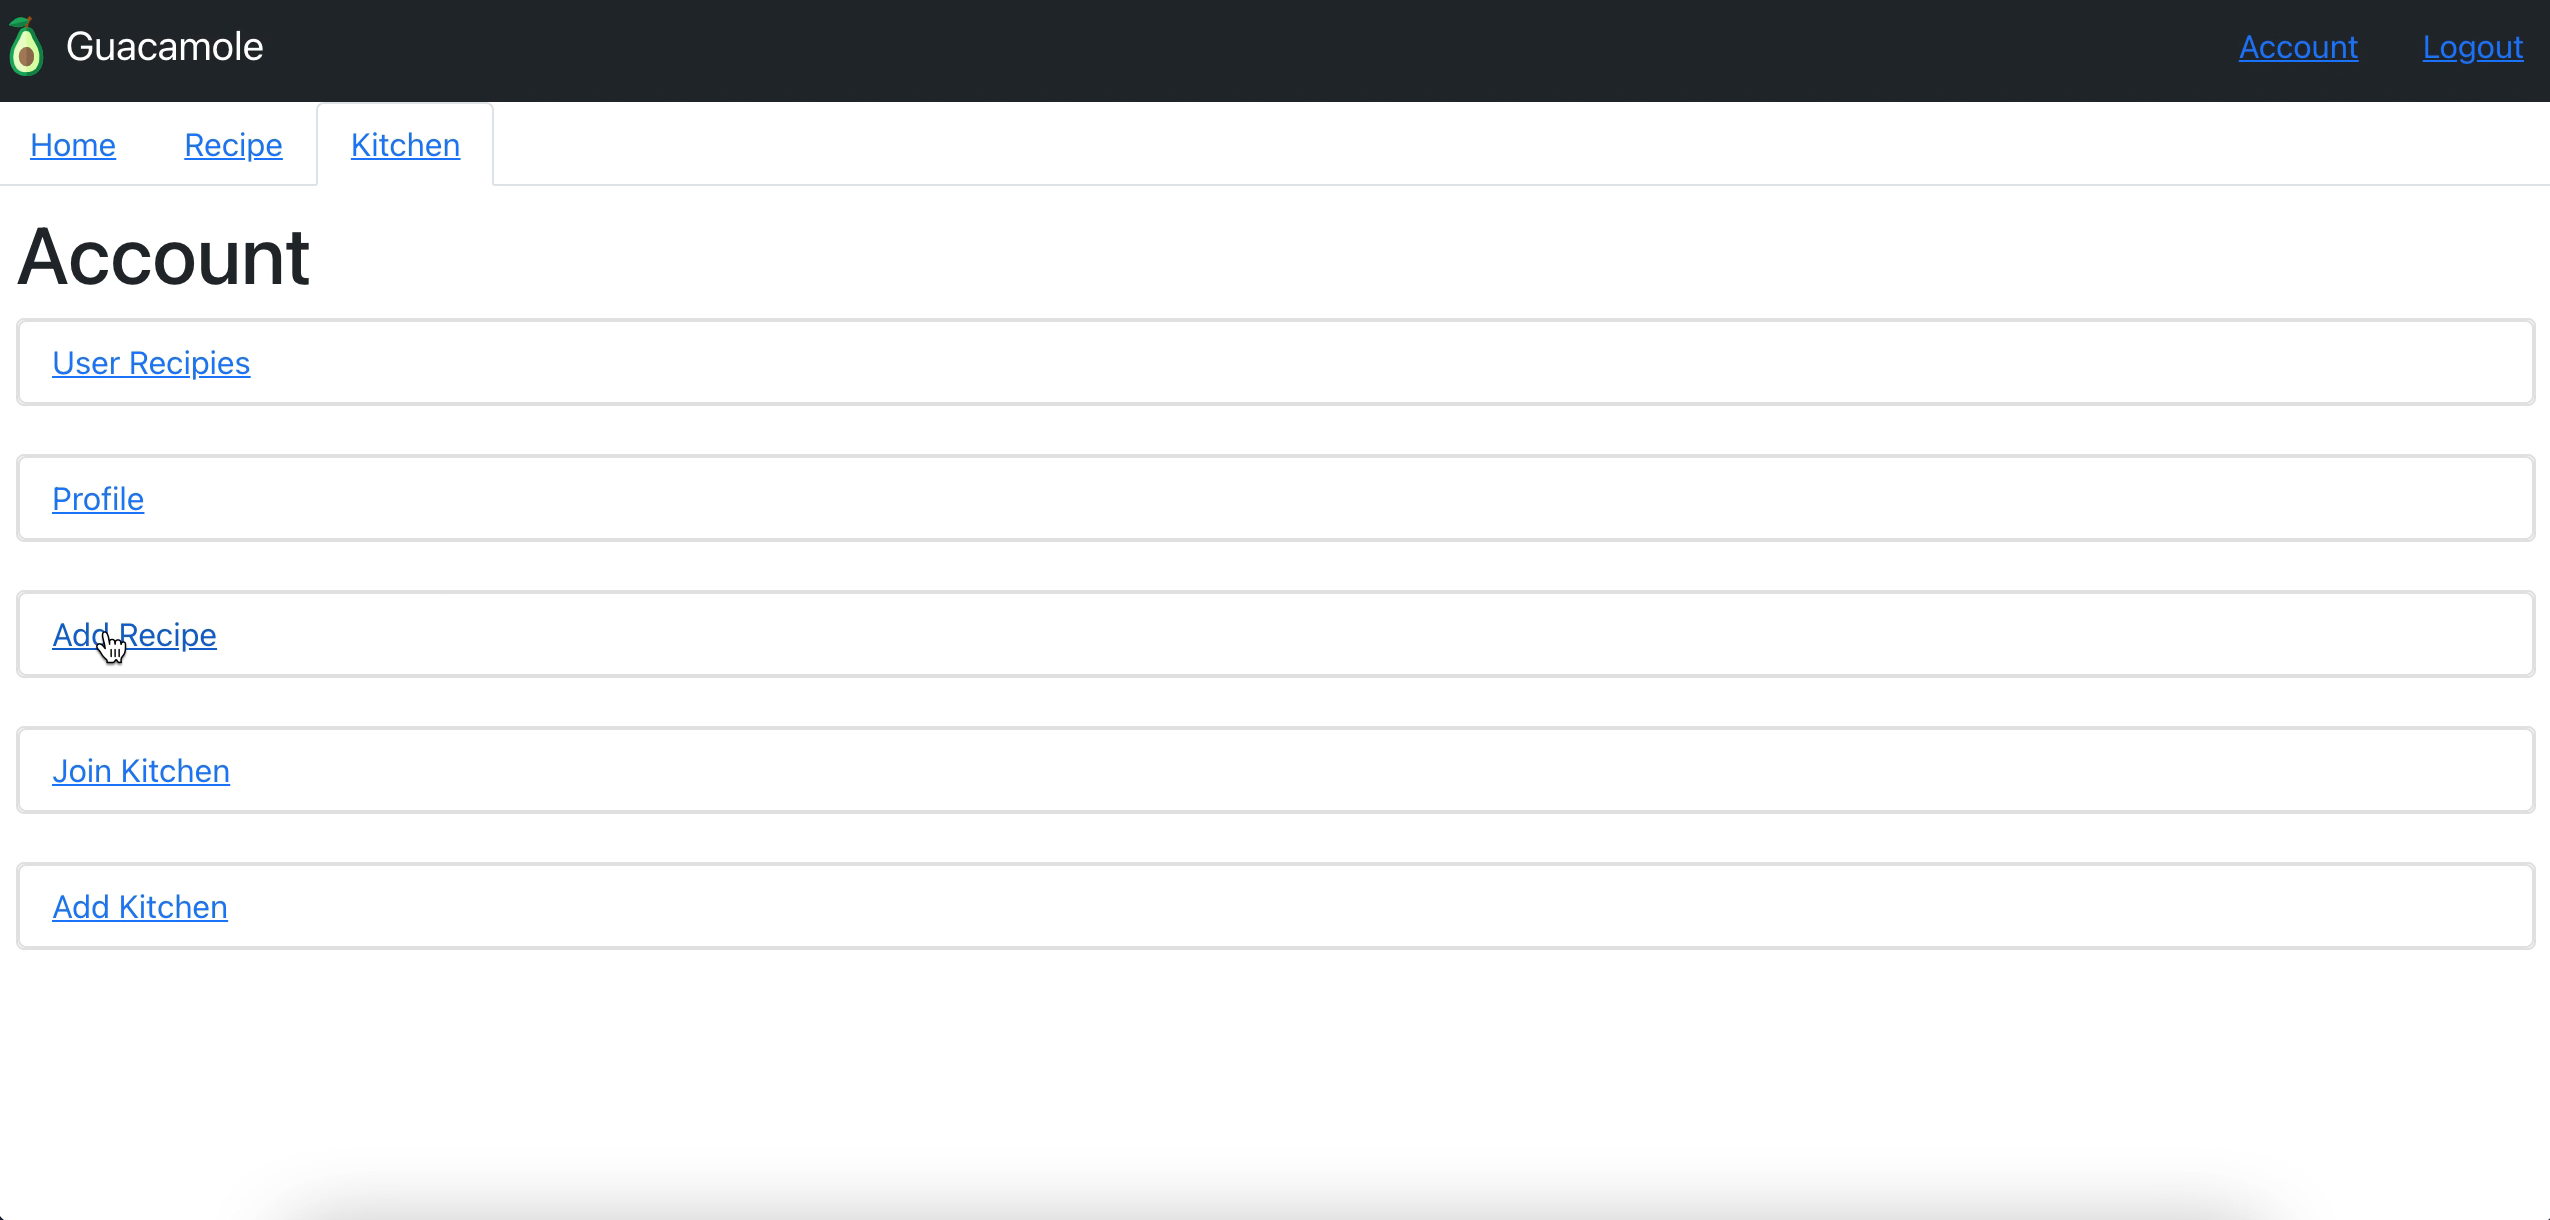 Guacamole
Account Logout
Home Recipe Kitchen
Account
User Recipies
Profile
Add Recipe
Join Kitchen
Add Kitchen